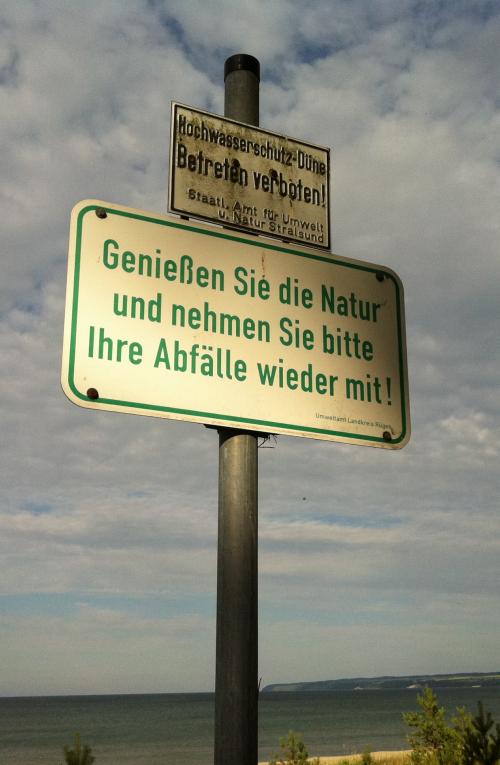 Hochwasserschutz-Düne
Betreten verboten!
Staatl. Amt für Umwelt
u. Natur Stralsund
Genießen Sie die Natur
und nehmen Sie bitte
Ihre Abfälle wieder mit!
Umweltamt Landkreis Rügen